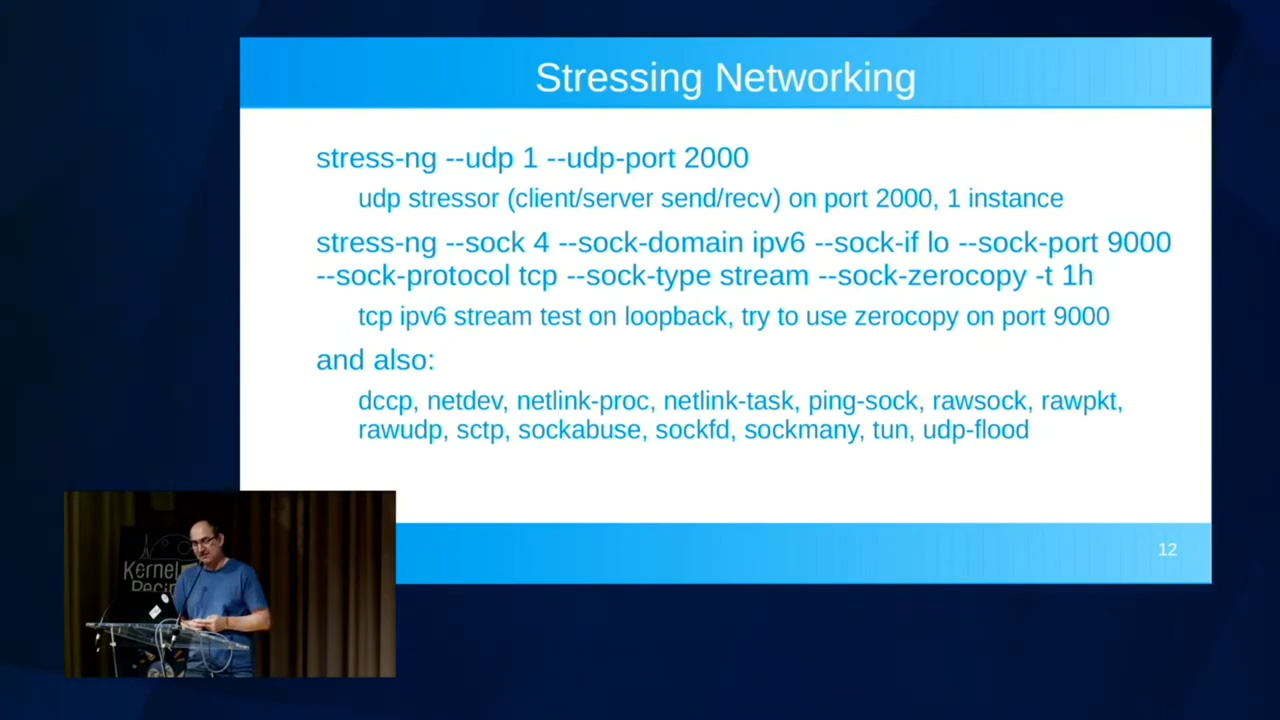 Stressing Networking
stress-ng --udp 1 --udp-port 2000
udp stressor (client/server send/recv) on port 2000, 1 instance
stress-ng --sock 4 --sock-domain ipv6 --sock-if lo --sock-port 9000
--sock-protocol tcp --sock-type stream --sock-zerocopy -t 1h
tcp ipv6 stream test on loopback, try to use zerocopy on port 9000
and also:
dccp, netdev, netlink-proc, netlink-task, ping-sock, rawsock, rawpkt,
rawudp, sctp, sockabuse, sockfd, sockmany, tun, udp-flood
12
Kernel